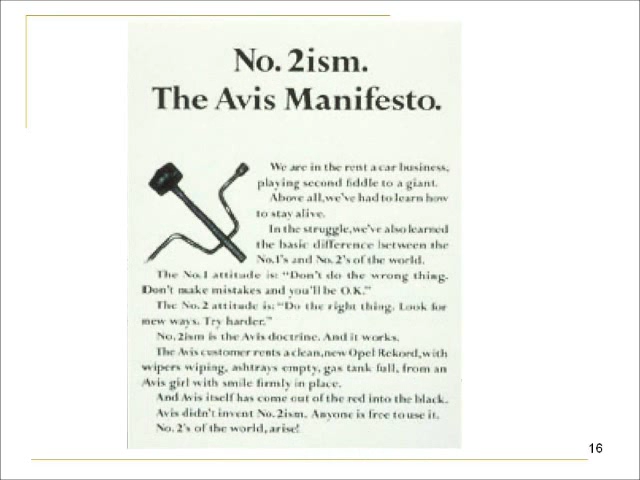 No. 2ism.
The Avis Manifesto.
We are in the rent a car business,
playing second fiddle to a giant.
Above all, we've had to learn how
to stay alive.
In the struggle, we've also learned
the basic difference between the
No.1's and No. 2's of the world.
The No.1 attitude is: "Don't do the wrong thing.
Don't make mistakes and you'll be O.K."
The No. 2 attitude is: "Do the right thing. Look for
new ways. Try harder."
No. 2ism is the Avis doctrine. And it works.
The Avis customer rents a clean, new Opel Rekord, with
wipers wiping, ashtrays empty, gas tank full, from an
Avis girl with smile firmly in place.
And Avis itself has come out of the red into the black.
Avis didn't invent No. 2ism. Anyone is free to use it.
No. 2's of the world, arise!
16